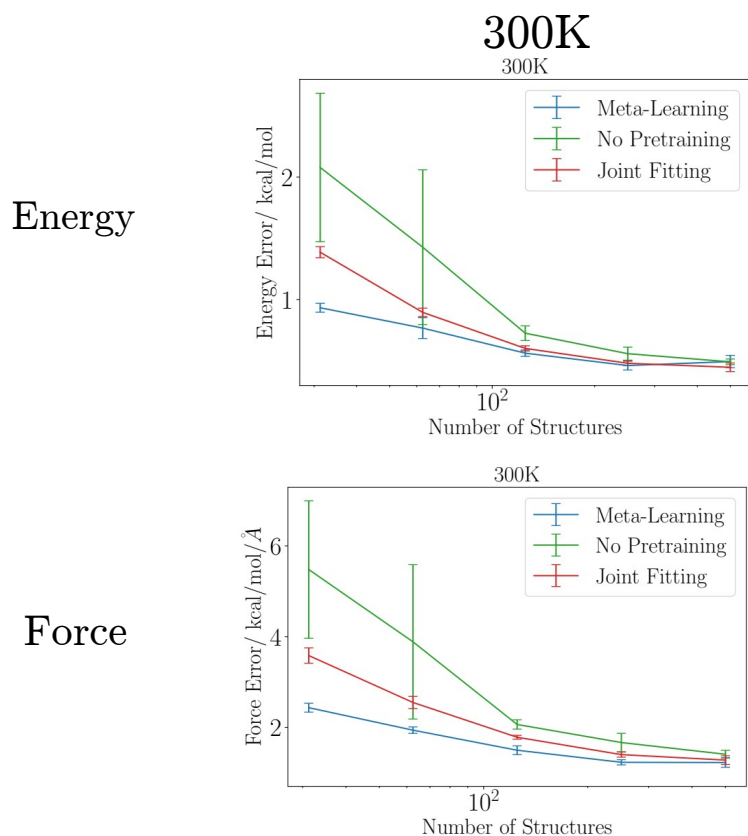 300K
300K
Energy
Energy Error/ kcal/mol
2
1
Meta-Learning
No Pretraining
Joint Fitting
10²
Number of Structures
300K
Force
Force Error/ kcal/mol/Å
6
4
2
Meta-Learning
No Pretraining
Joint Fitting
10²
Number of Structures